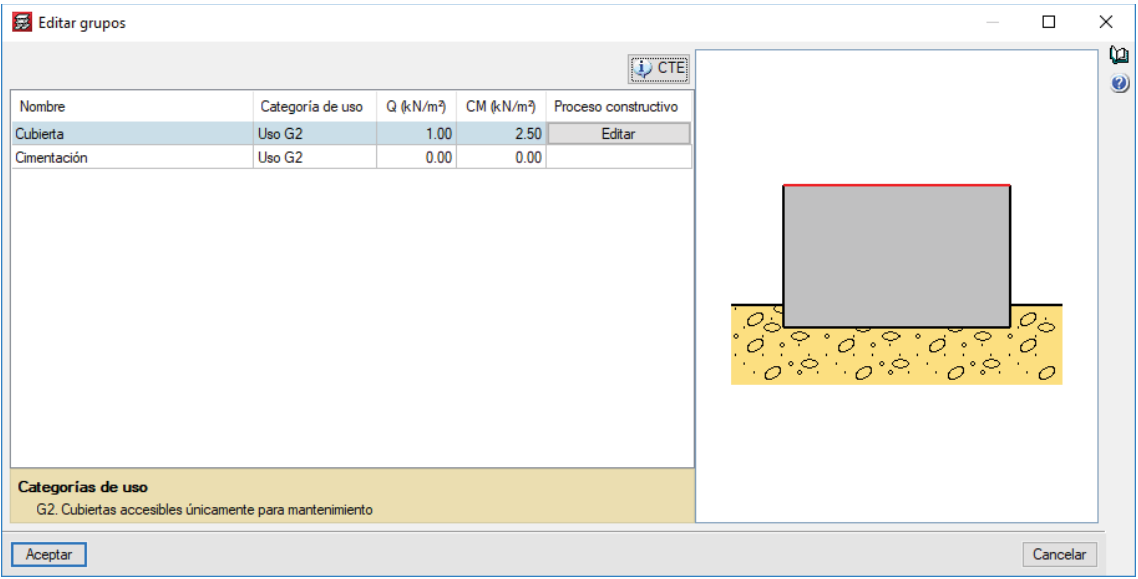 Editar grupos
CTE
Nombre Categoría de uso Q (kN/m²) CM (kN/m²) Proceso constructivo
Cubierta Uso G2 1.00 2.50 Editar
Cimentación Uso G2 0.00 0.00
Categorías de uso
G2. Cubiertas accesibles únicamente para mantenimiento
Aceptar Cancelar